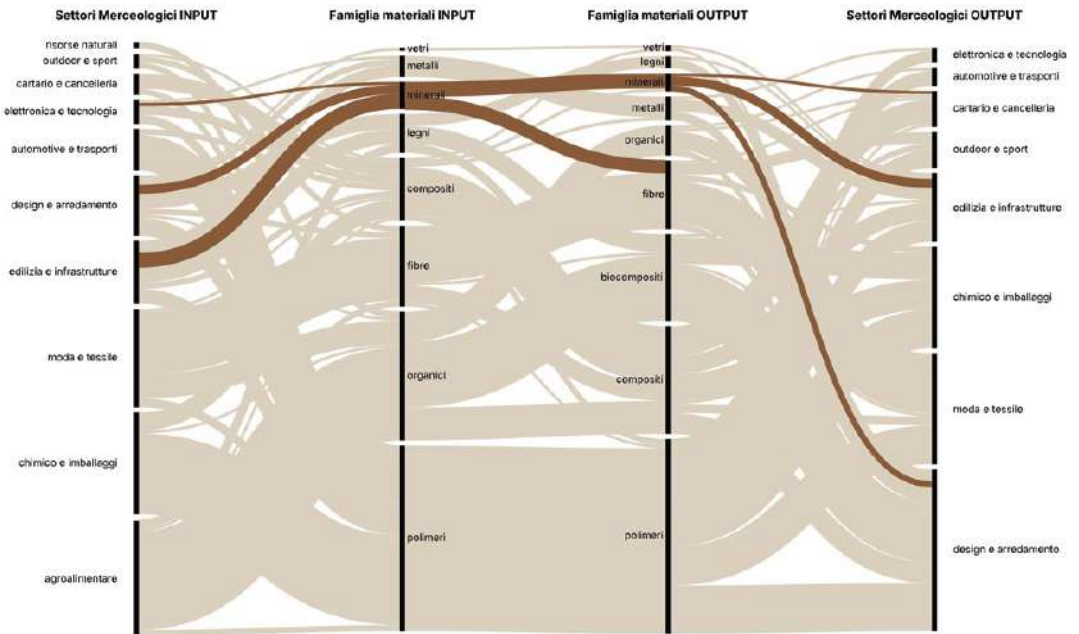 Settori Merceologici INPUT
Famiglia materiali INPUT
Famiglia materiali OUTPUT
Settori Merceologici OUTPUT
risorse naturali
outdoor e sport
cartario e cancelleria
elettronica e tecnologia
automotive e trasporti
design e arredamento
edilizia e infrastrutture
moda e tessile
chimico e imballaggi
agroalimentare
vetri
metalli
minerali
legni
compositi
fibre
organici
polimeri
vetri
legni
minerali
metalli
organici
fibre
biocompositi
compositi
polimeri
elettronica e tecnologia
automotive e trasporti
cartario e cancelleria
outdoor e sport
edilizia e infrastrutture
chimico e imballaggi
moda e tessile
design e arredamento